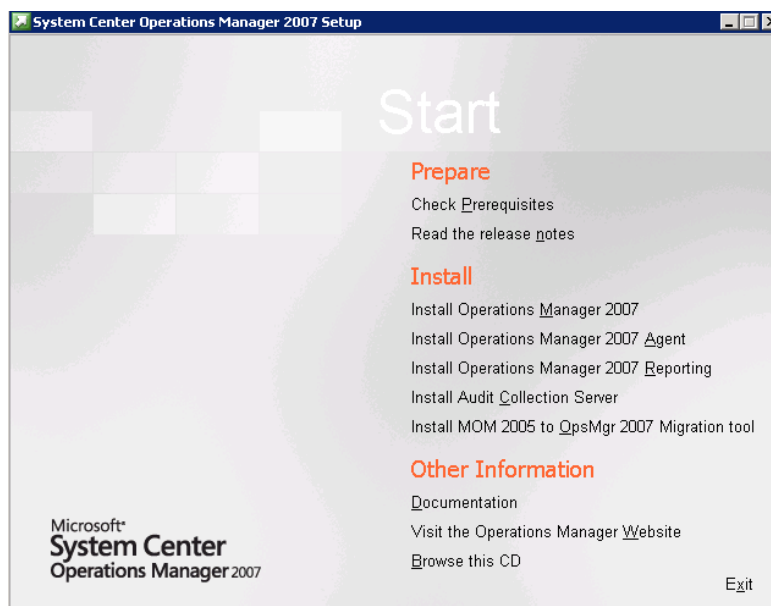 System Center Operations Manager 2007 Setup
Start
Prepare
Check Prerequisites
Read the release notes
Install
Install Operations Manager 2007
Install Operations Manager 2007 Agent
Install Operations Manager 2007 Reporting
Install Audit Collection Server
Install MOM 2005 to OpsMgr 2007 Migration tool
Other Information
Documentation
Visit the Operations Manager Website
Browse this CD
Exit
Microsoft®
System Center
Operations Manager 2007